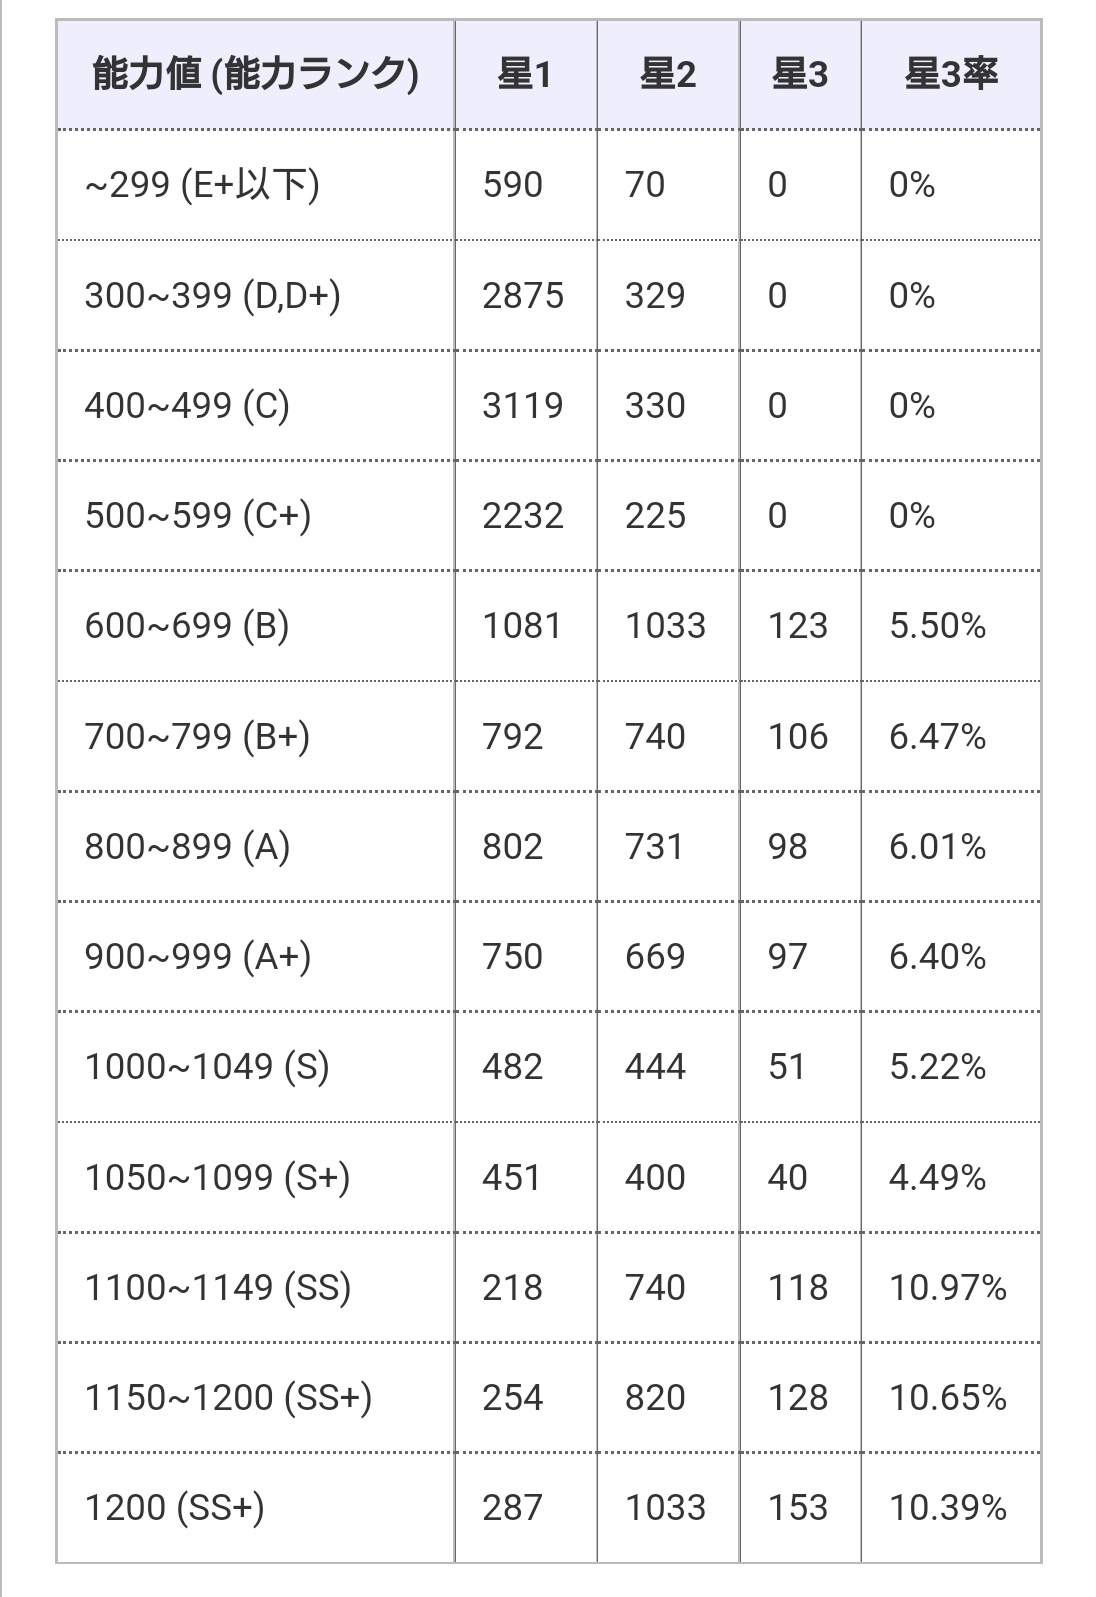 能力値 (能力ランク) 星1 星2 星3 星3率
~299 (E+以下) 590 70 0 0%
300~399 (D,D+) 2875 329 0 0%
400~499 (C) 3119 330 0 0%
500~599 (C+) 2232 225 0 0%
600~699 (B) 1081 1033 123 5.50%
700~799 (B+) 792 740 106 6.47%
800~899 (A) 802 731 98 6.01%
900~999 (A+) 750 669 97 6.40%
1000~1049 (S) 482 444 51 5.22%
1050~1099 (S+) 451 400 40 4.49%
1100~1149 (SS) 218 740 118 10.97%
1150~1200 (SS+) 254 820 128 10.65%
1200 (SS+) 287 1033 153 10.39%